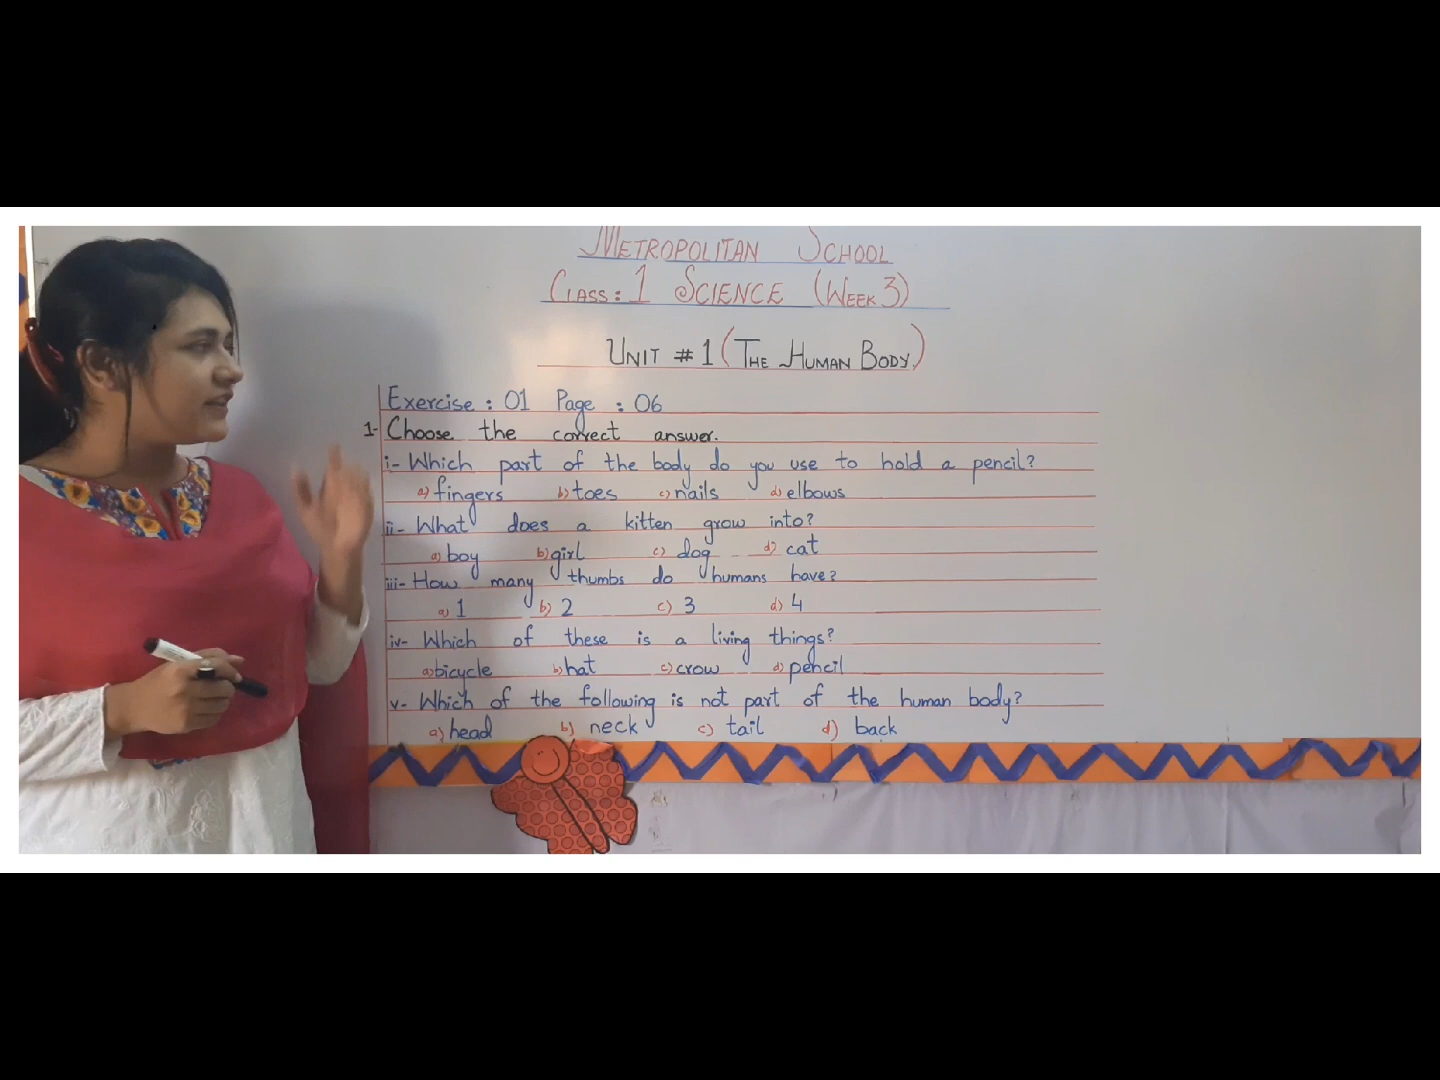 METROPOLITAN SCHOOL
CLASS: 1 SCIENCE (WEEK 3)
UNIT # 1 (THE HUMAN BODY)
Exercise : 01 Page : 06
1- Choose the correct answer.
i- Which part of the body do you use to hold a pencil?
a) fingers b) toes c) nails d) elbows
ii- What does a kitten grow into?
a) boy b) girl c) dog d) cat
iii- How many thumbs do humans have?
a) 1 b) 2 c) 3 d) 4
iv- Which of these is a living things?
a) bicycle b) hat c) crow d) pencil
v- Which of the following is not part of the human body?
a) head b) neck c) tail d) back